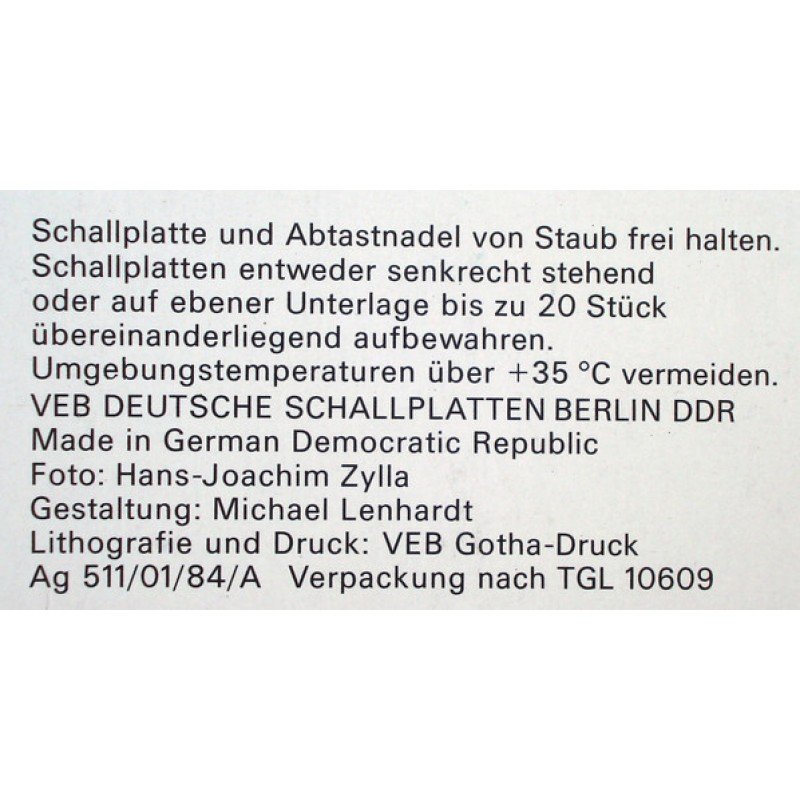 Schallplatte und Abtastnadel von Staub frei halten.
Schallplatten entweder senkrecht stehend
oder auf ebener Unterlage bis zu 20 Stück
übereinanderliegend aufbewahren.
Umgebungstemperaturen über +35 °C vermeiden.
VEB DEUTSCHE SCHALLPLATTEN BERLIN DDR
Made in German Democratic Republic
Foto: Hans-Joachim Zylla
Gestaltung: Michael Lenhardt
Lithografie und Druck: VEB Gotha-Druck
Ag 511/01/84/A Verpackung nach TGL 10609